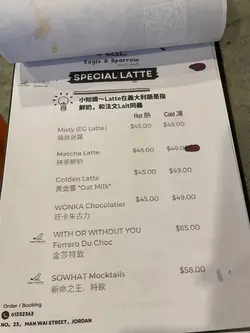 Eagle & Sparrow
SPECIAL LATTE
小知識～Latte在義大利語是指
鮮奶，和法文Lait同義
Hot 熱 Cold 凍
Misty (EG Latte) $45.00 $49.00
Matcha Latte $45.00 $49.00
抹茶鮮奶
Golden Latte $45.00 $49.00
黃金薑 "Oat Milk"
WONKA Chocolatier $45.00 $49.00
旺卡朱古力
WITH OR WITHOUT YOU $65.00
Ferrero Du Choc
金莎特飲
SOWHAT Mocktails $58.00
新命之王．特飲
Order / Booking
61332363
NO, 23, MAN WAI STREET, JORDAN